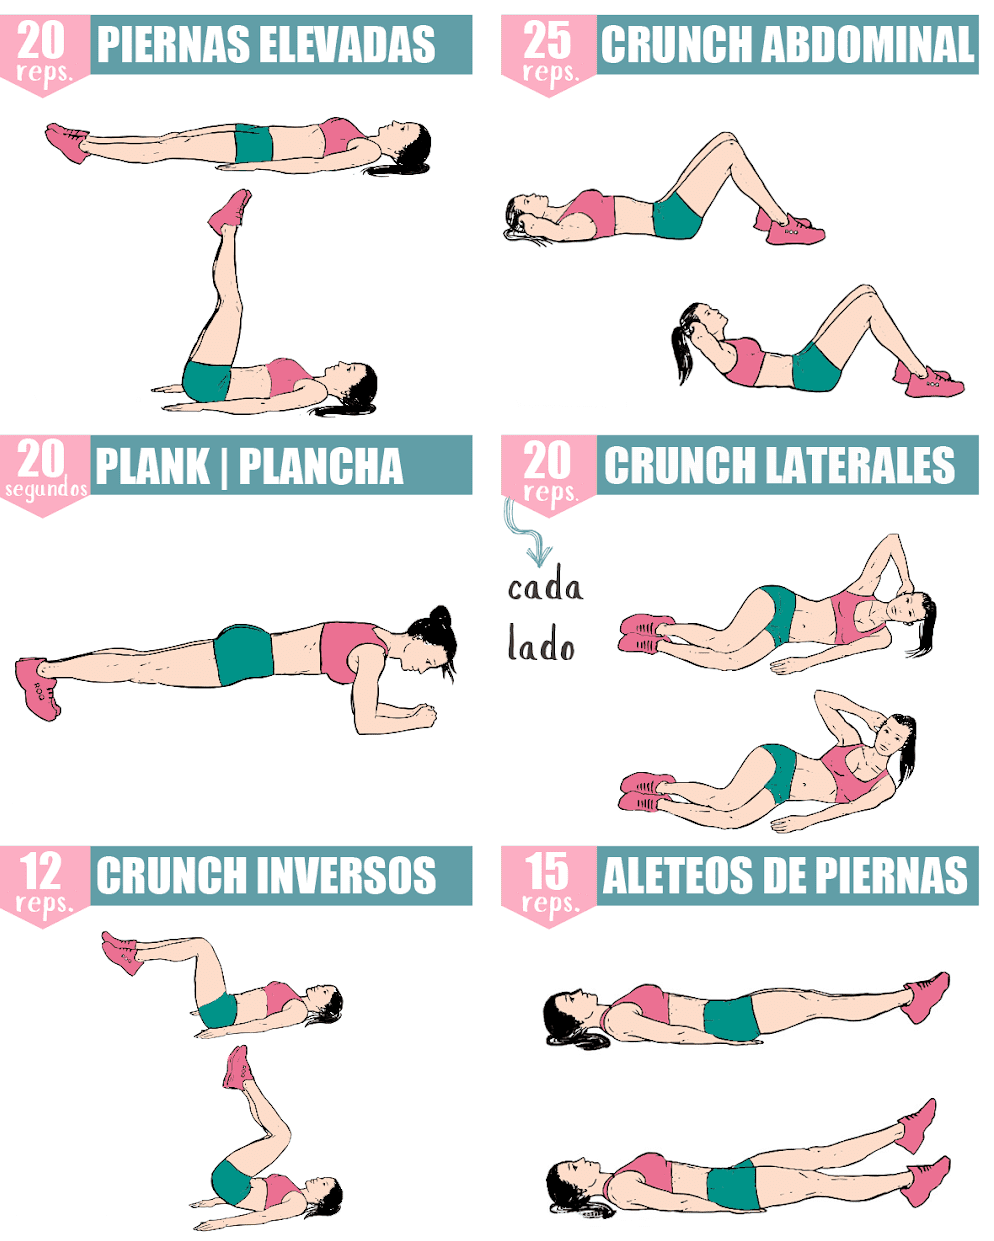 20
reps.
PIERNAS ELEVADAS
25
reps.
CRUNCH ABDOMINAL
20
segundos
PLANK | PLANCHA
20
reps.
CRUNCH LATERALES
cada
lado
12
reps.
CRUNCH INVERSOS
15
reps.
ALETEOS DE PIERNAS